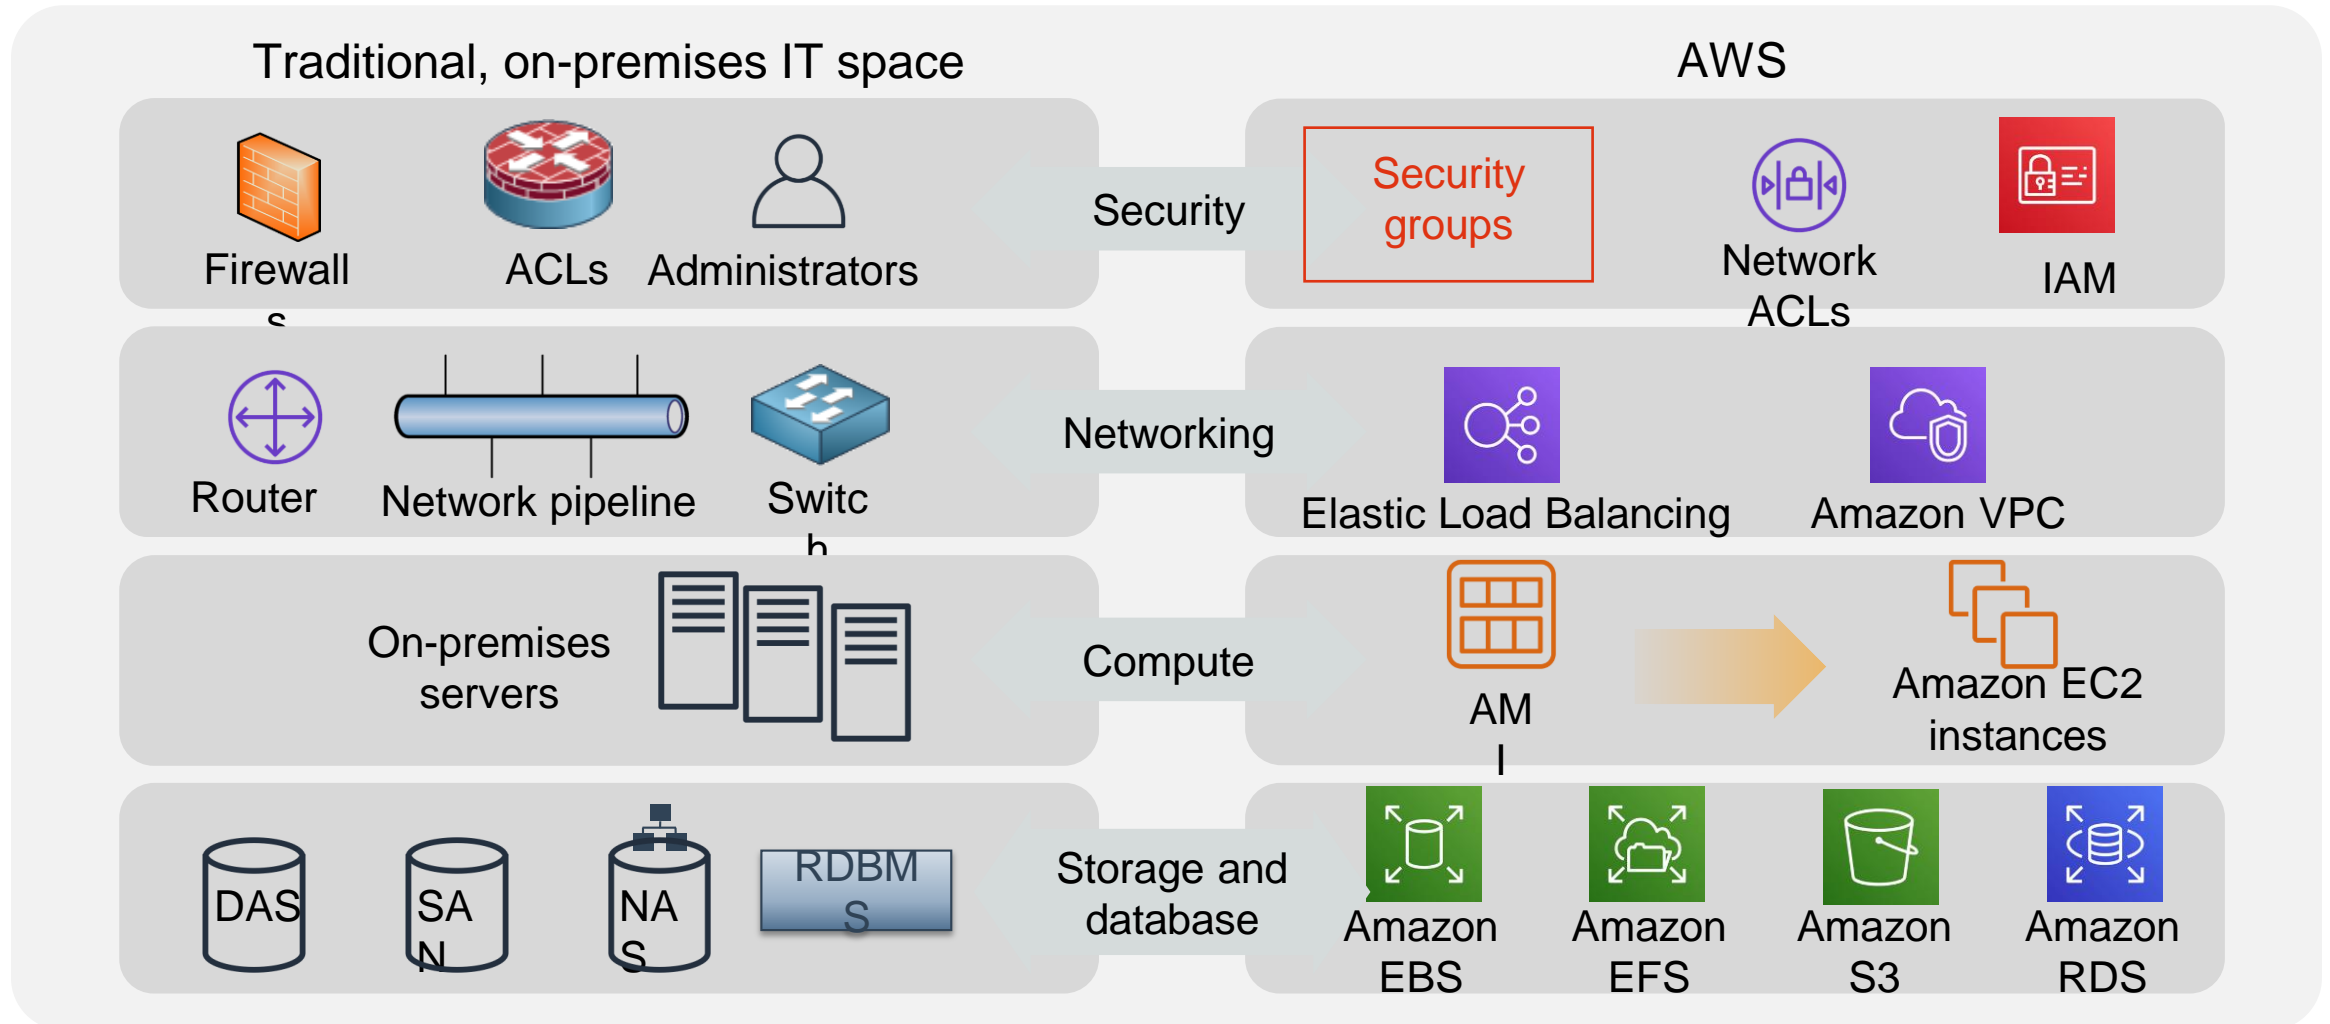 Traditional, on-premises IT space
AWS
Firewall
s
ACLs
Administrators
Security
Security
groups
Network
ACLs
IAM
Router
Network pipeline
Switc
h
Networking
Elastic Load Balancing
Amazon VPC
On-premises
servers
Compute
AM
I
Amazon EC2
instances
DAS
SA
N
NA
S
RDBM
S
Storage and
database
Amazon
EBS
Amazon
EFS
Amazon
S3
Amazon
RDS